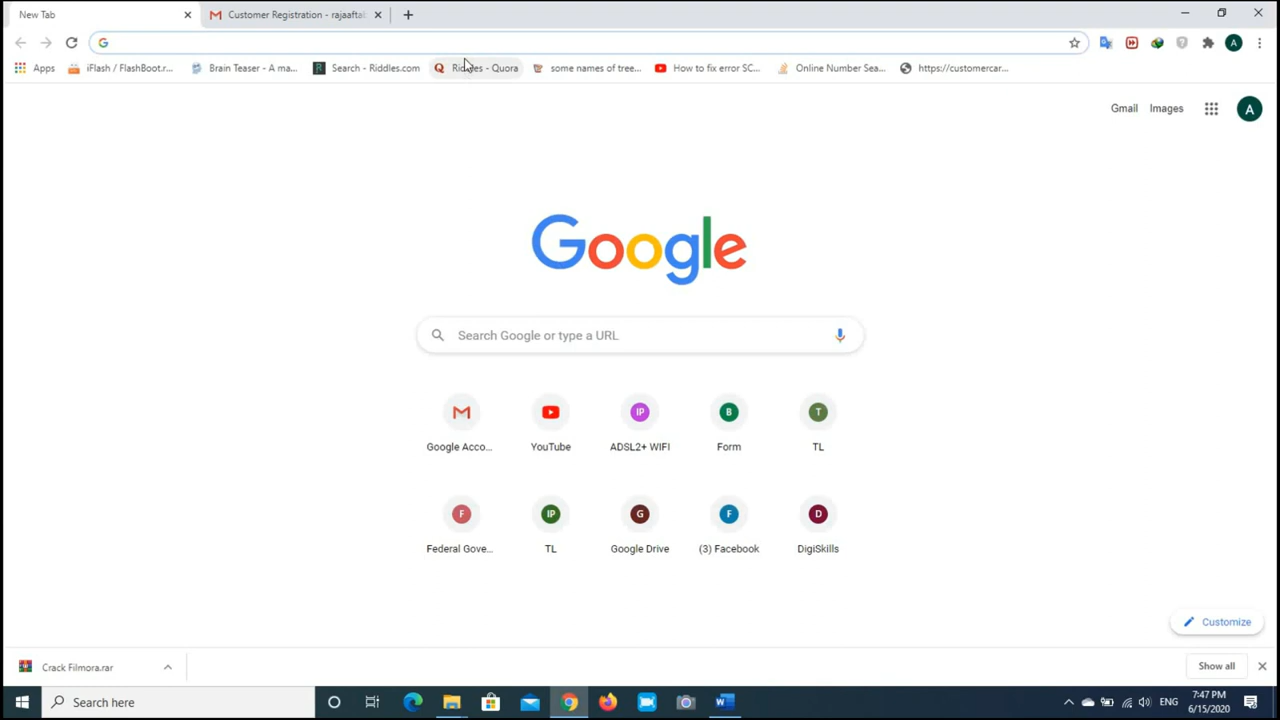 New Tab
Customer Registration - rajaafta
Apps
iFlash / FlashBoot.r...
Brain Teaser - A ma...
Search - Riddles.com
Riddles - Quora
some names of tree...
How to fix error SC...
Online Number Sea...
https://customercar...
A
Gmail
Images
A
Google
Search Google or type a URL
Google Acco...
YouTube
IP
ADSL2+ WIFI
B
Form
T
TL
F
Federal Gove...
IP
TL
G
Google Drive
F
(3) Facebook
D
DigiSkills
Customize
Crack Filmora.rar
Show all
Search here
ENG
7:47 PM
6/15/2020